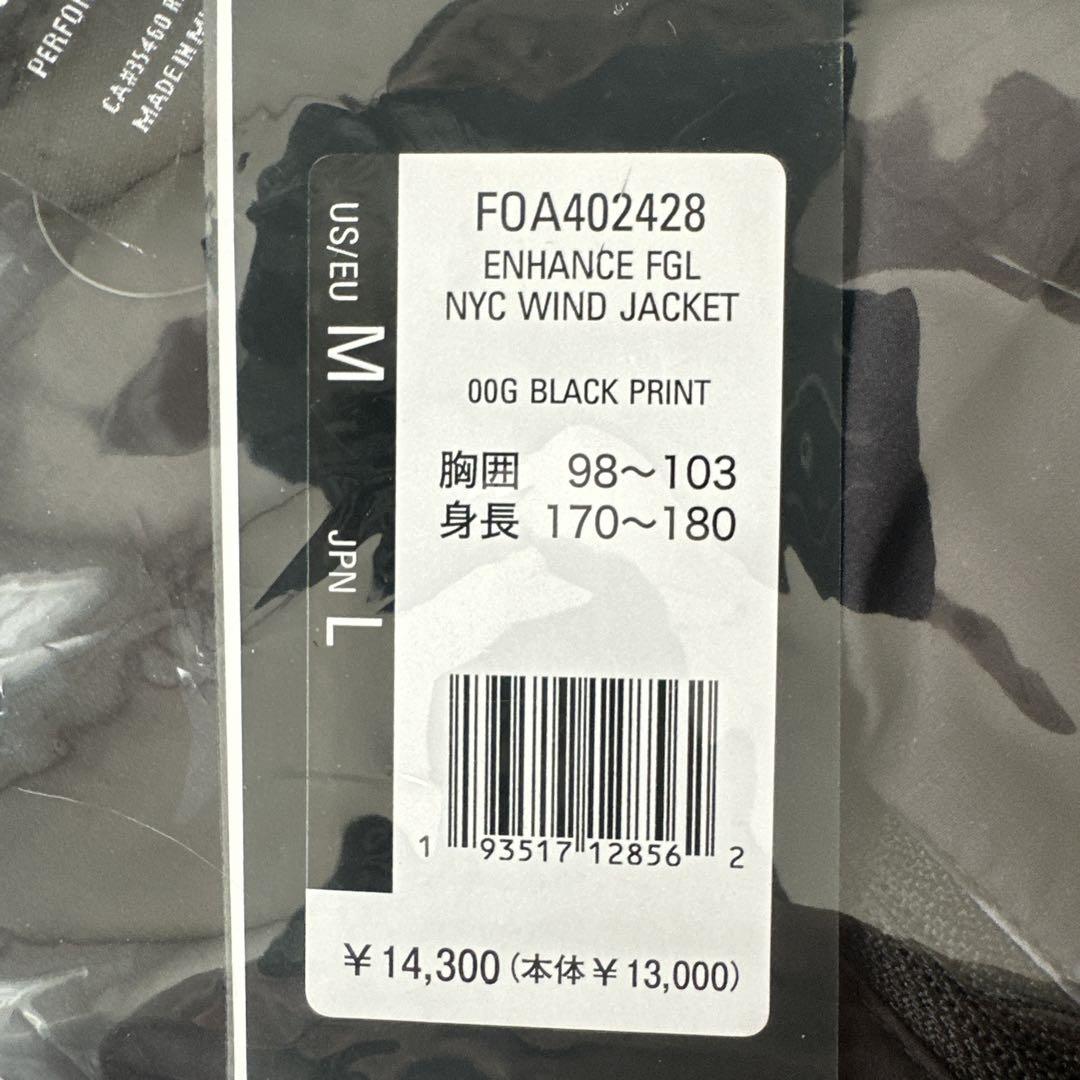 CA#35460
MADE IN
US/EU M
JPN L
FOA402428
ENHANCE FGL
NYC WIND JACKET
00G BLACK PRINT
胸囲 98～103
身長 170～180
1 93517 12856 2
￥14,300(本体￥13,000)